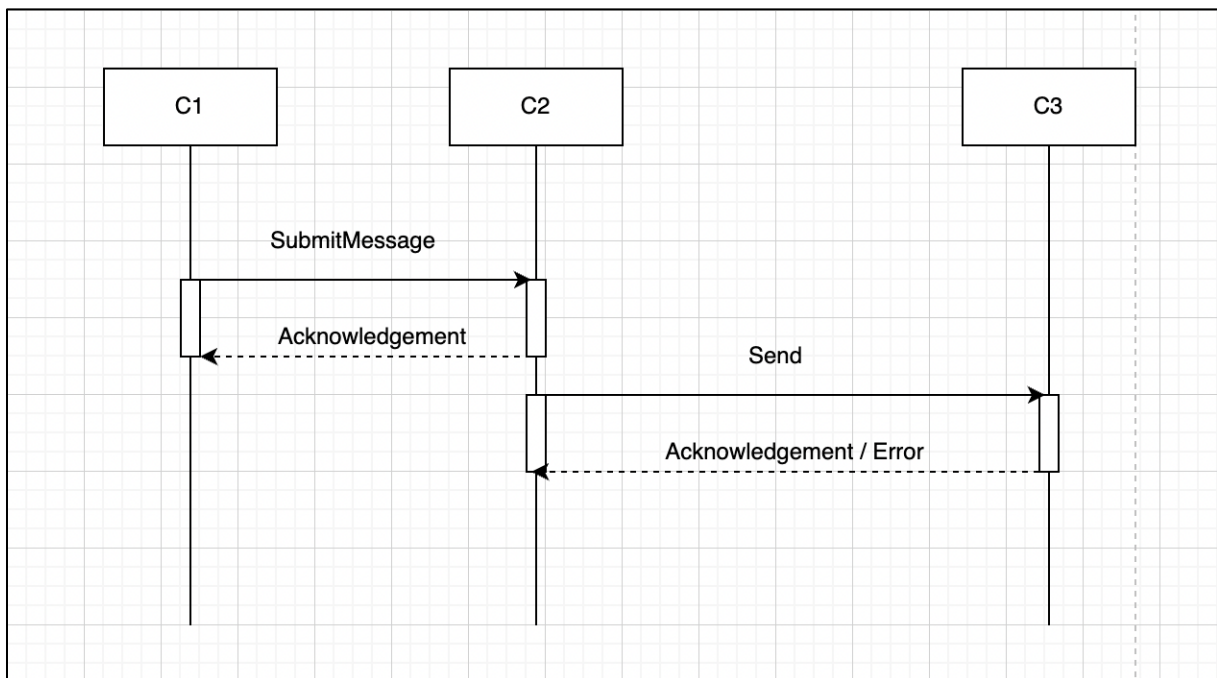 C1
C2
C3
SubmitMessage
Acknowledgement
Send
Acknowledgement / Error